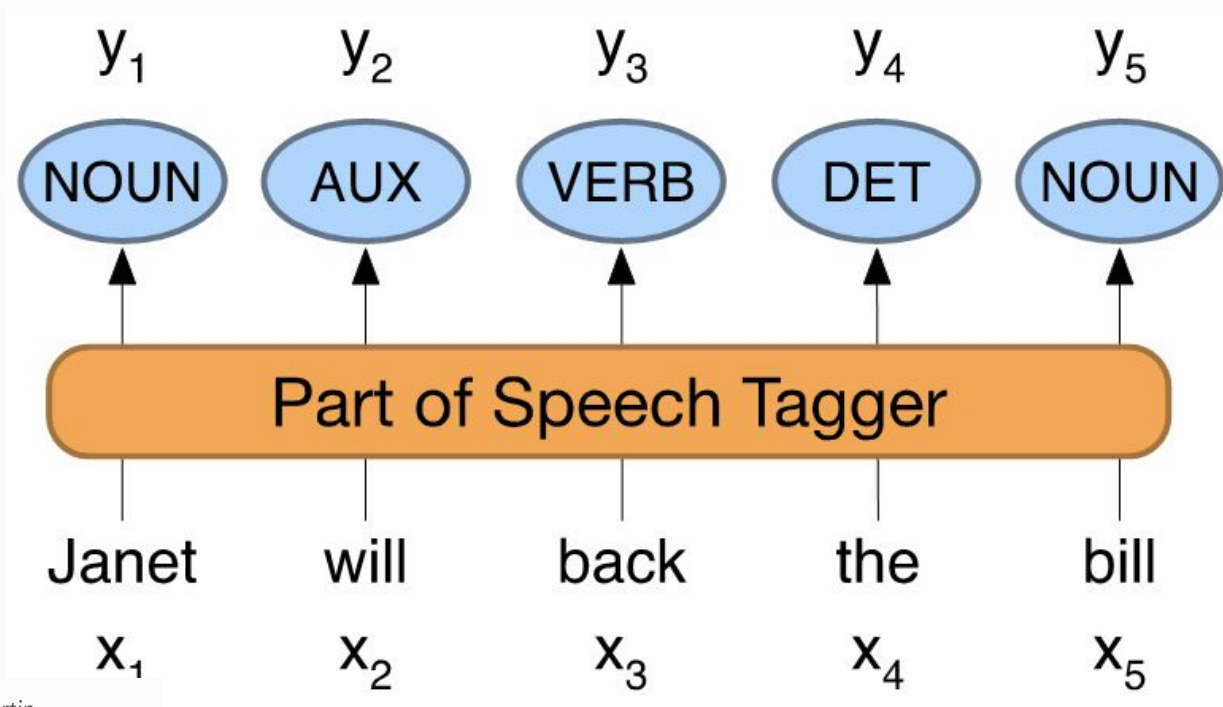 y₁ y₂ y₃ y₄ y₅
NOUN AUX VERB DET NOUN
Part of Speech Tagger
Janet will back the bill
x₁ x₂ x₃ x₄ x₅